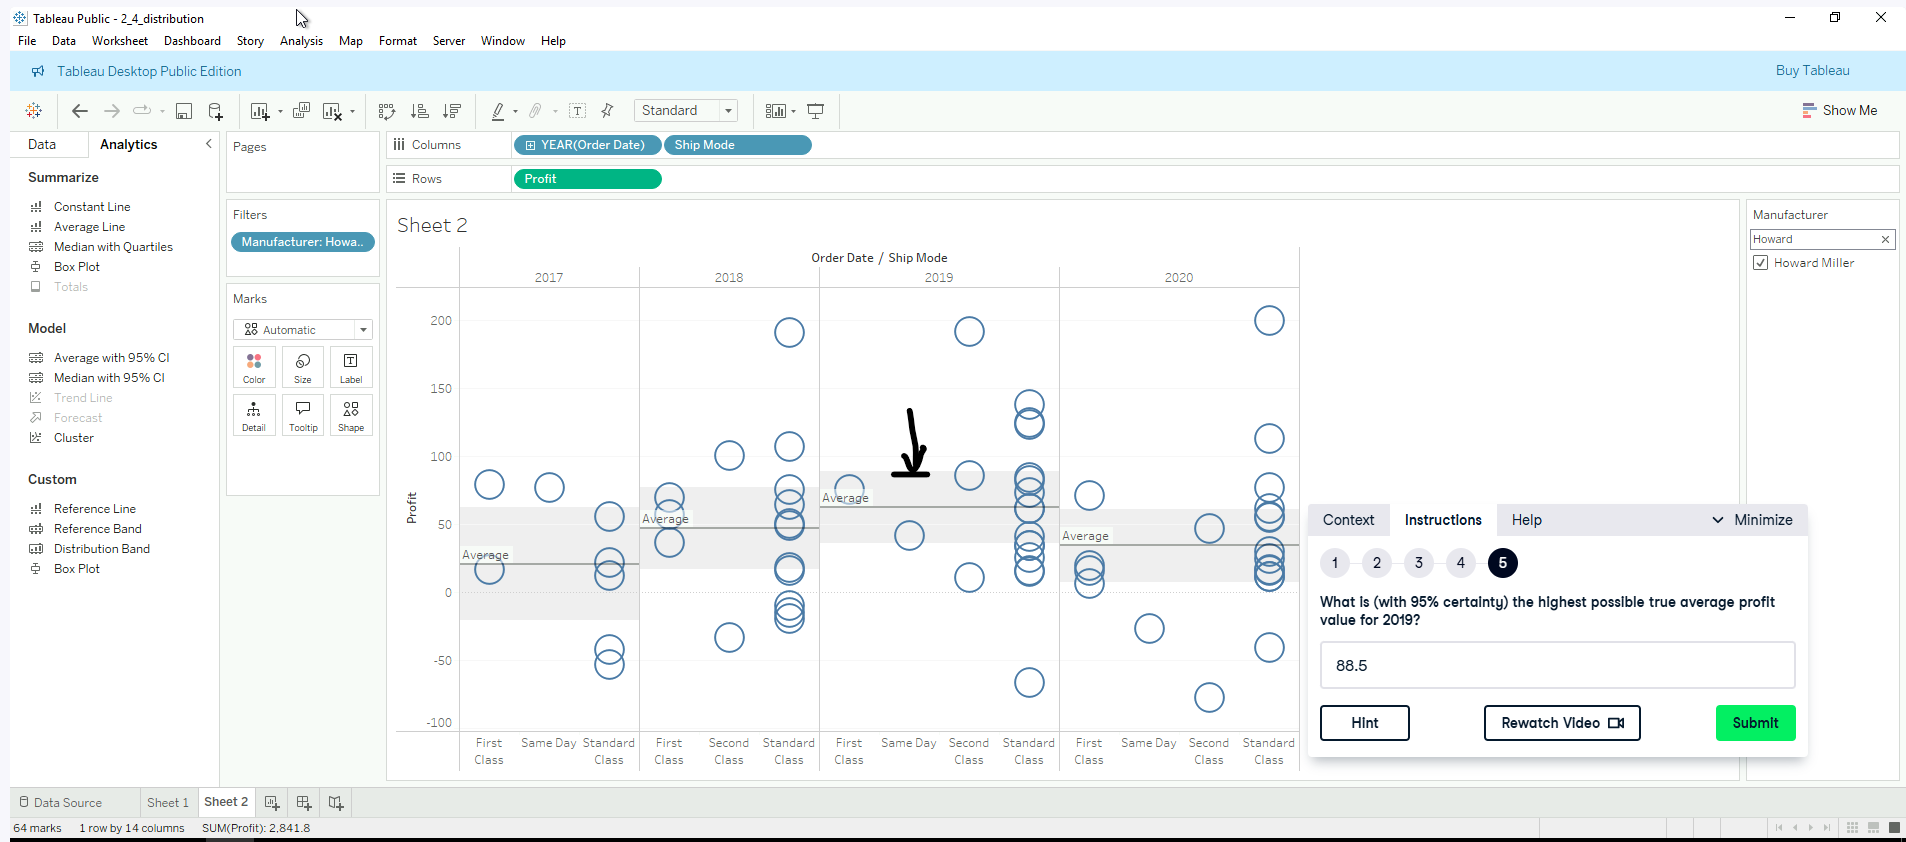 Tableau Public - 2_4_distribution
File Data Worksheet Dashboard Story Analysis Map Format Server Window Help
Tableau Desktop Public Edition
Buy Tableau
Standard
Show Me
Data Analytics
Summarize
Constant Line
Average Line
Median with Quartiles
Box Plot
Totals
Model
Average with 95% CI
Median with 95% CI
Trend Line
Forecast
Cluster
Custom
Reference Line
Reference Band
Distribution Band
Box Plot
Pages
Filters
Manufacturer: Howa..
Marks
Automatic
Color Size Label
Detail Tooltip Shape
Columns YEAR(Order Date) Ship Mode
Rows Profit
Sheet 2
Order Date / Ship Mode
2017 2018 2019 2020
Profit
200
150
100
50
0
-50
-100
Average
Average
Average
Average
First Class Same Day Standard Class First Class Second Class Standard Class First Class Same Day Second Class Standard Class First Class Same Day Second Class Standard Class
Manufacturer
Howard
Howard Miller
Context Instructions Help Minimize
1 2 3 4 5
What is (with 95% certainty) the highest possible true average profit
value for 2019?
88.5
Hint Rewatch Video Submit
Data Source Sheet 1 Sheet 2
64 marks 1 row by 14 columns SUM(Profit): 2,841.8